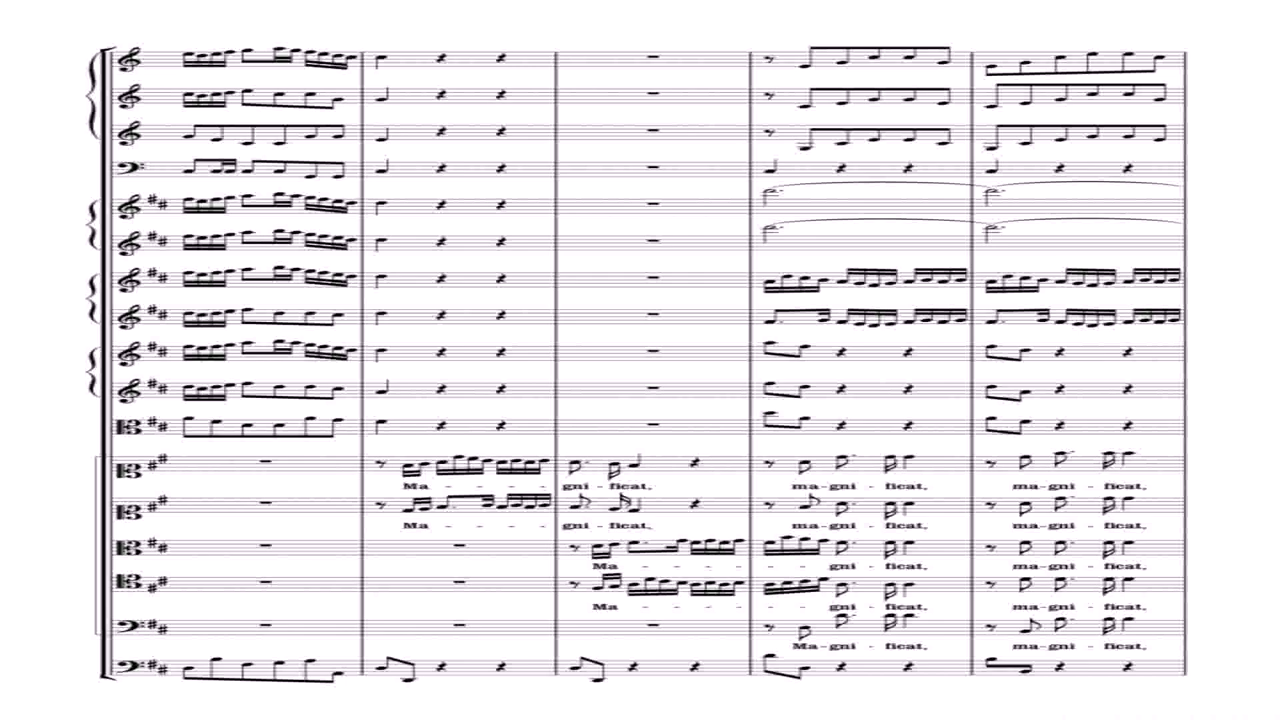 Ma - - - gni-ficat, ma-gni - ficat, ma-gni - ficat,
Ma - - - gni-ficat, ma-gni - ficat, ma-gni - ficat,
Ma - - - - gni - ficat, ma-gni - ficat,
Ma - - - - gni - ficat, ma-gni - ficat,
Ma-gni - ficat, ma-gni - ficat,